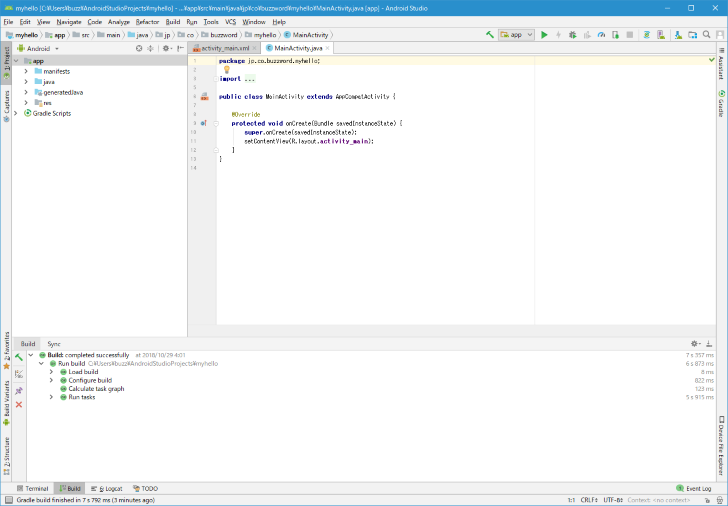 myhello [C:¥Users¥buzz¥AndroidStudioProjects¥myhello] - ...¥app¥src¥main¥java¥jp¥co¥buzzword¥myhello¥MainActivity.java [app] - Android Studio
File Edit View Navigate Code Analyze Refactor Build Run Tools VCS Window Help
myhello app src main java jp co buzzword myhello MainActivity app
Android
activity_main.xml MainActivity.java
1: Project
Captures
app
manifests
java
generatedJava
res
Gradle Scripts
1 package jp.co.buzzword.myhello;
2
3 import ...
5
6 public class MainActivity extends AppCompatActivity {
7
8 @Override
9 protected void onCreate(Bundle savedInstanceState) {
10 super.onCreate(savedInstanceState);
11 setContentView(R.layout.activity_main);
12 }
13 }
14
Assistant
Gradle
2: Favorites
Build Variants
Z: Structure
Device File Explorer
Build Sync
Build: completed successfully at 2018/10/29 4:01 7 s 357 ms
Run build C:¥Users¥buzz¥AndroidStudioProjects¥myhello 6 s 873 ms
Load build 8 ms
Configure build 822 ms
Calculate task graph 123 ms
Run tasks 5 s 915 ms
Terminal Build 6: Logcat TODO Event Log
Gradle build finished in 7 s 792 ms (3 minutes ago) 1:1 CRLF UTF-8 Context: <no context>